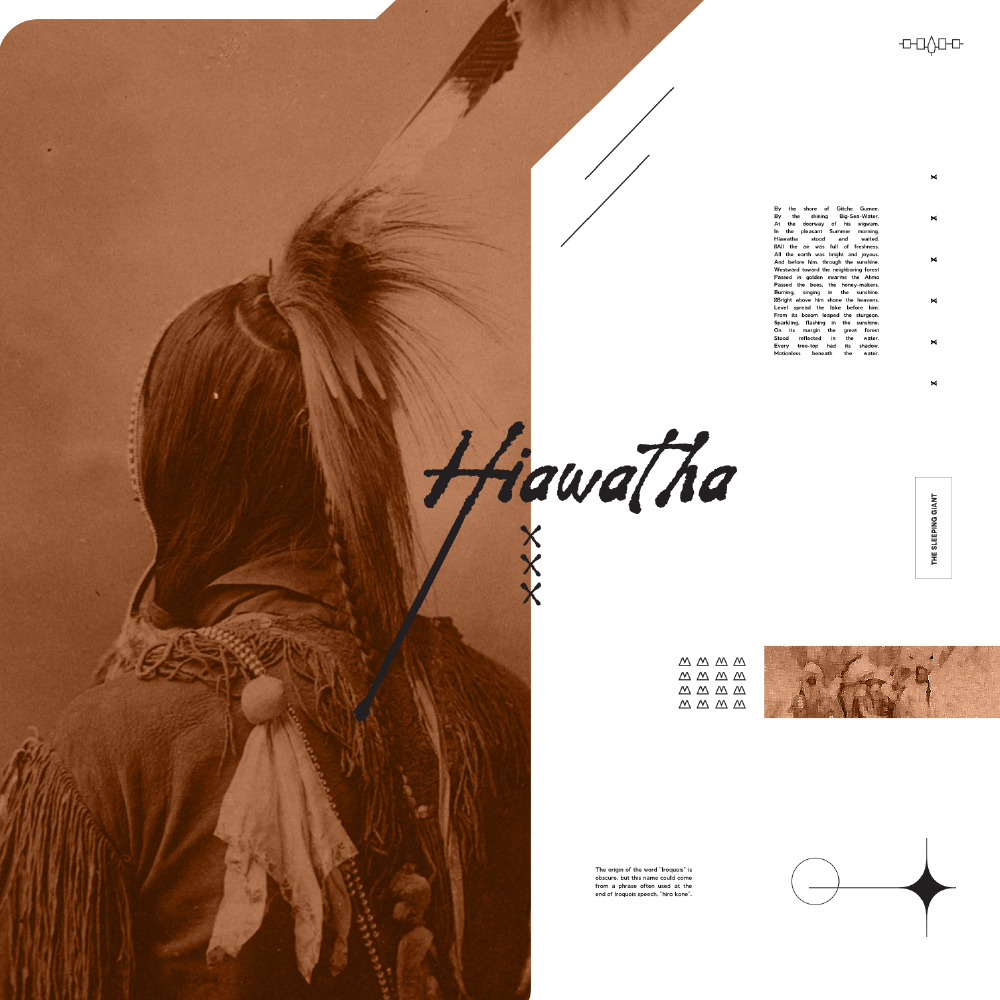 By the shore of Gitche Gumee,
By the shining Big-Sea-Water,
At the doorway of his wigwam,
In the pleasant Summer morning,
Hiawatha stood and waited.
All the air was full of freshness,
All the earth was bright and joyous,
And before him, through the sunshine,
Westward toward the neighboring forest
Passed in golden swarms the Ahmo
Passed the bees, the honey-makers,
Burning, singing in the sunshine.
Bright above him shone the heavens,
Level spread the lake before him;
From its bosom leaped the sturgeon,
Sparkling, flashing in the sunshine;
On its margin the great forest
Stood reflected in the water,
Every tree-top had its shadow,
Motionless beneath the water.
Hiawatha
X
X
X
THE SLEEPING GIANT
The origin of the word "Iroquois" is
obscure, but this name could come
from a phrase often used at the
end of Iroquois speech, "hiro kone".